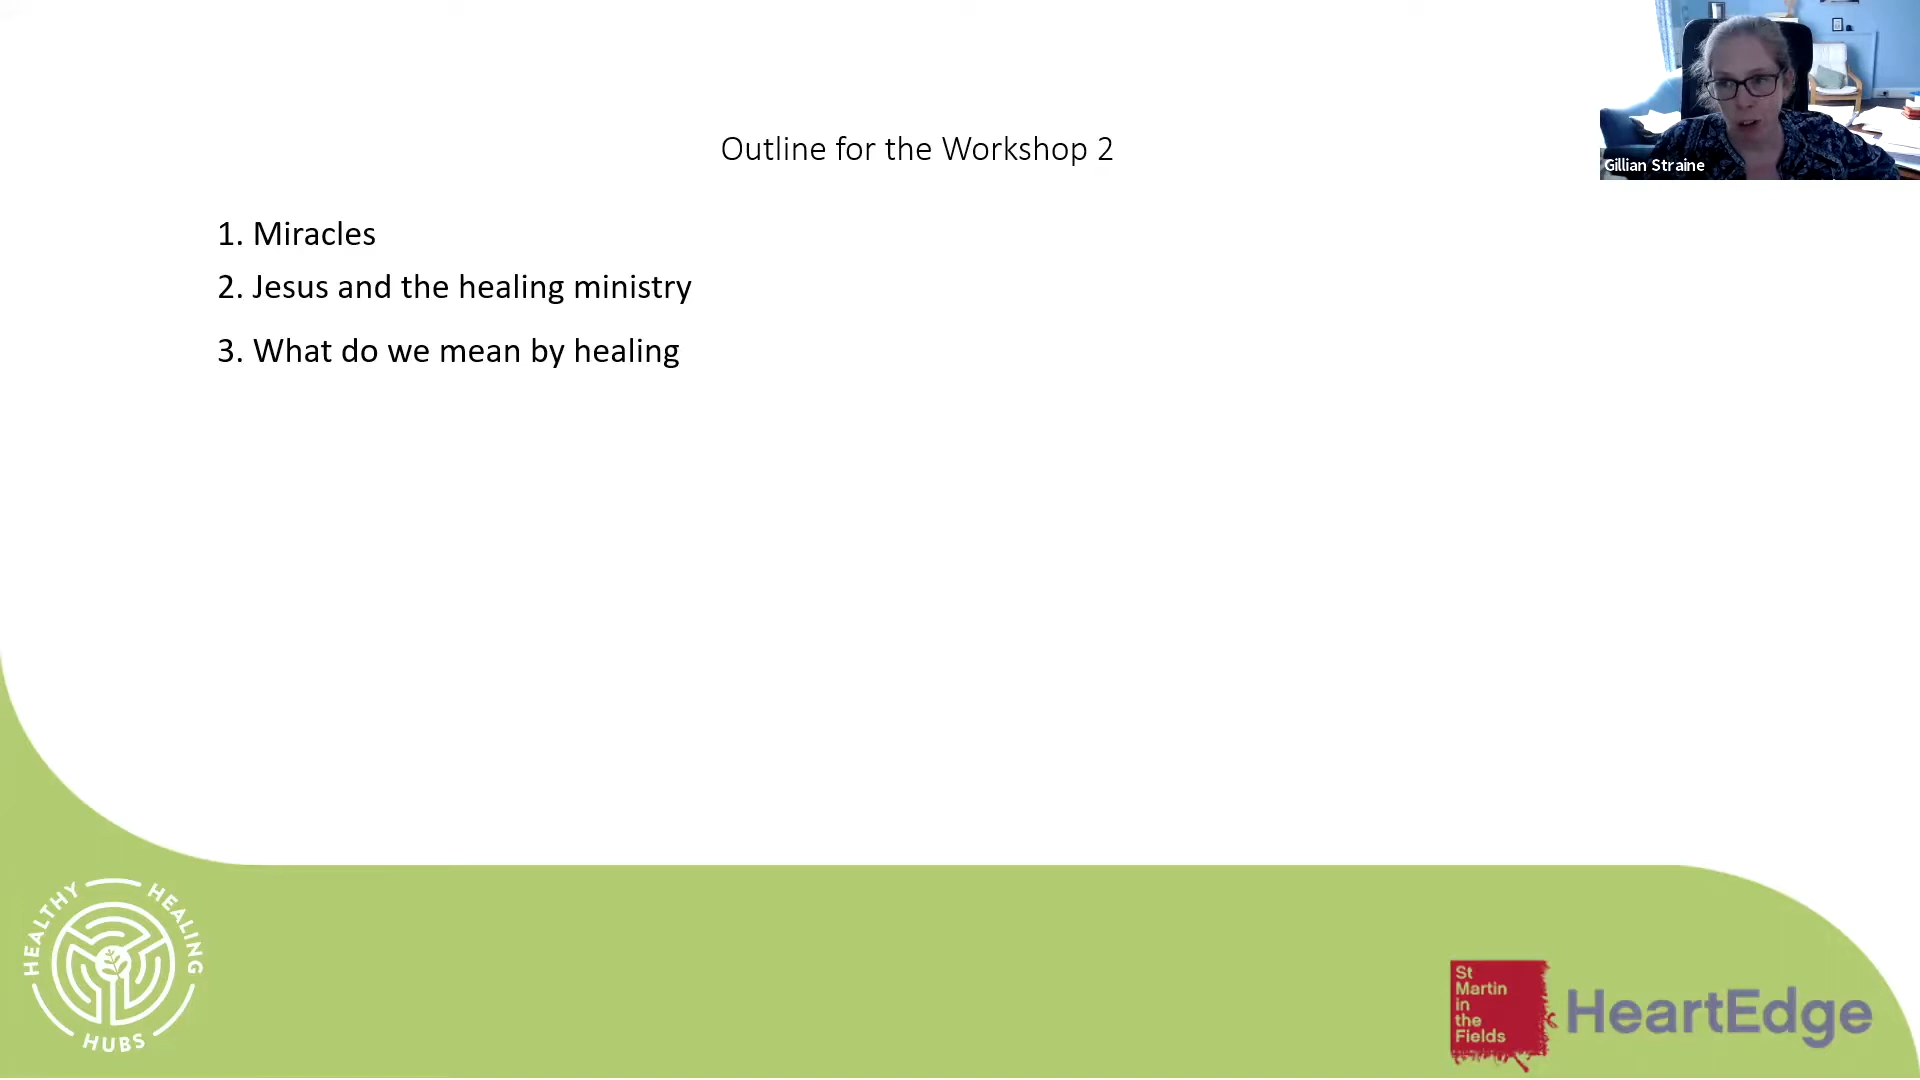 Outline for the Workshop 2
Gillian Straine
1. Miracles
2. Jesus and the healing ministry
3. What do we mean by healing
HEALTHY HEALING
HUBS
St
Martin
in
the
Fields
HeartEdge